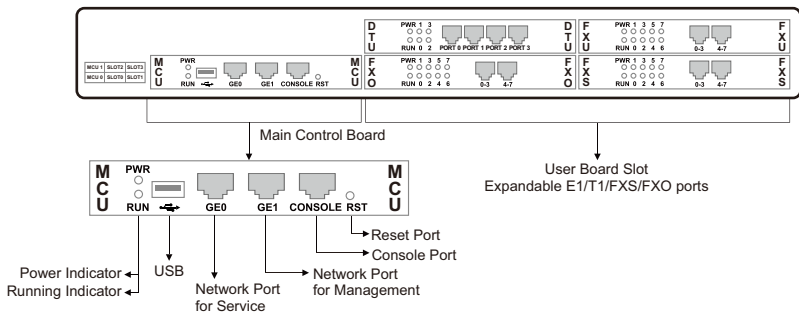 MCU 1 SLOT2 SLOT3
MCU 0 SLOT0 SLOT1
MCU
PWR
RUN
GE0
GE1
CONSOLE
RST
MCU
DTU
PWR 1 3
RUN 0 2
PORT 0 PORT 1 PORT 2 PORT 3
DTU
FXU
PWR 1 3 5 7
RUN 0 2 4 6
0-3 4-7
FXU
FXO
PWR 1 3 5 7
RUN 0 2 4 6
0-3 4-7
FXO
FXS
PWR 1 3 5 7
RUN 0 2 4 6
0-3 4-7
FXS
Main Control Board
User Board Slot
Expandable E1/T1/FXS/FXO ports
MCU
PWR
RUN
GE0
GE1
CONSOLE
RST
MCU
Reset Port
Console Port
Power Indicator
Running Indicator
USB
Network Port
for Service
Network Port
for Management